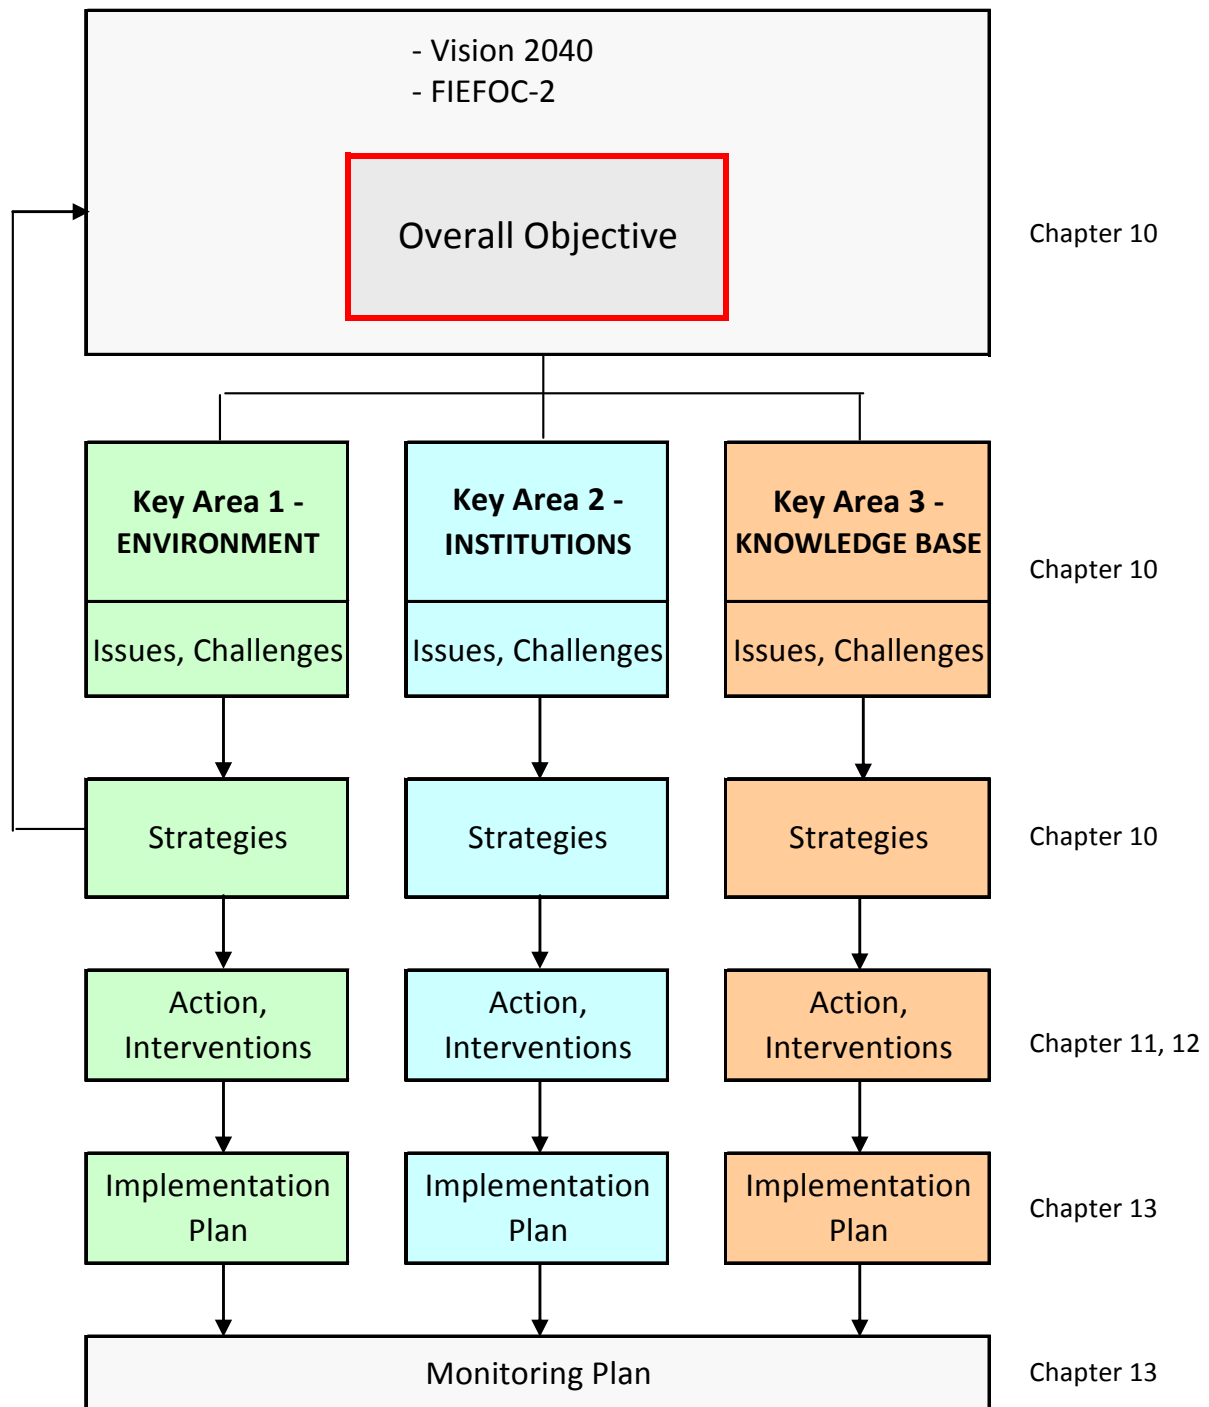 - Vision 2040
- FIEFOC-2
Overall Objective
Chapter 10
Key Area 1 -
ENVIRONMENT
Key Area 2 -
INSTITUTIONS
Key Area 3 -
KNOWLEDGE BASE
Chapter 10
Issues, Challenges
Issues, Challenges
Issues, Challenges
Strategies
Strategies
Strategies
Chapter 10
Action,
Interventions
Action,
Interventions
Action,
Interventions
Chapter 11, 12
Implementation
Plan
Implementation
Plan
Implementation
Plan
Chapter 13
Monitoring Plan
Chapter 13